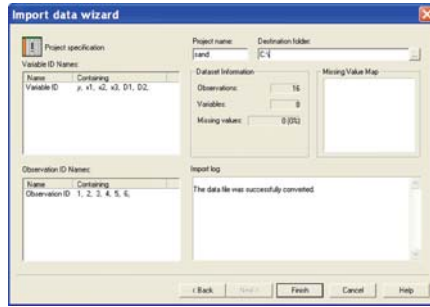 Import data wizard
Project specification
Project name:
Destination folder:
sand
C:\
...
Variable ID Names:
Name Containing
Variable ID y, x1, x2, x3, D1, D2,
Dataset Information
Observations: 16
Variables: 8
Missing values: 0 (0%)
Missing Value Map
Observation ID Names:
Name Containing
Observation ID 1, 2, 3, 4, 5, 6,
Import log
The data file was successfully converted.
< Back
Next >
Finish
Cancel
Help